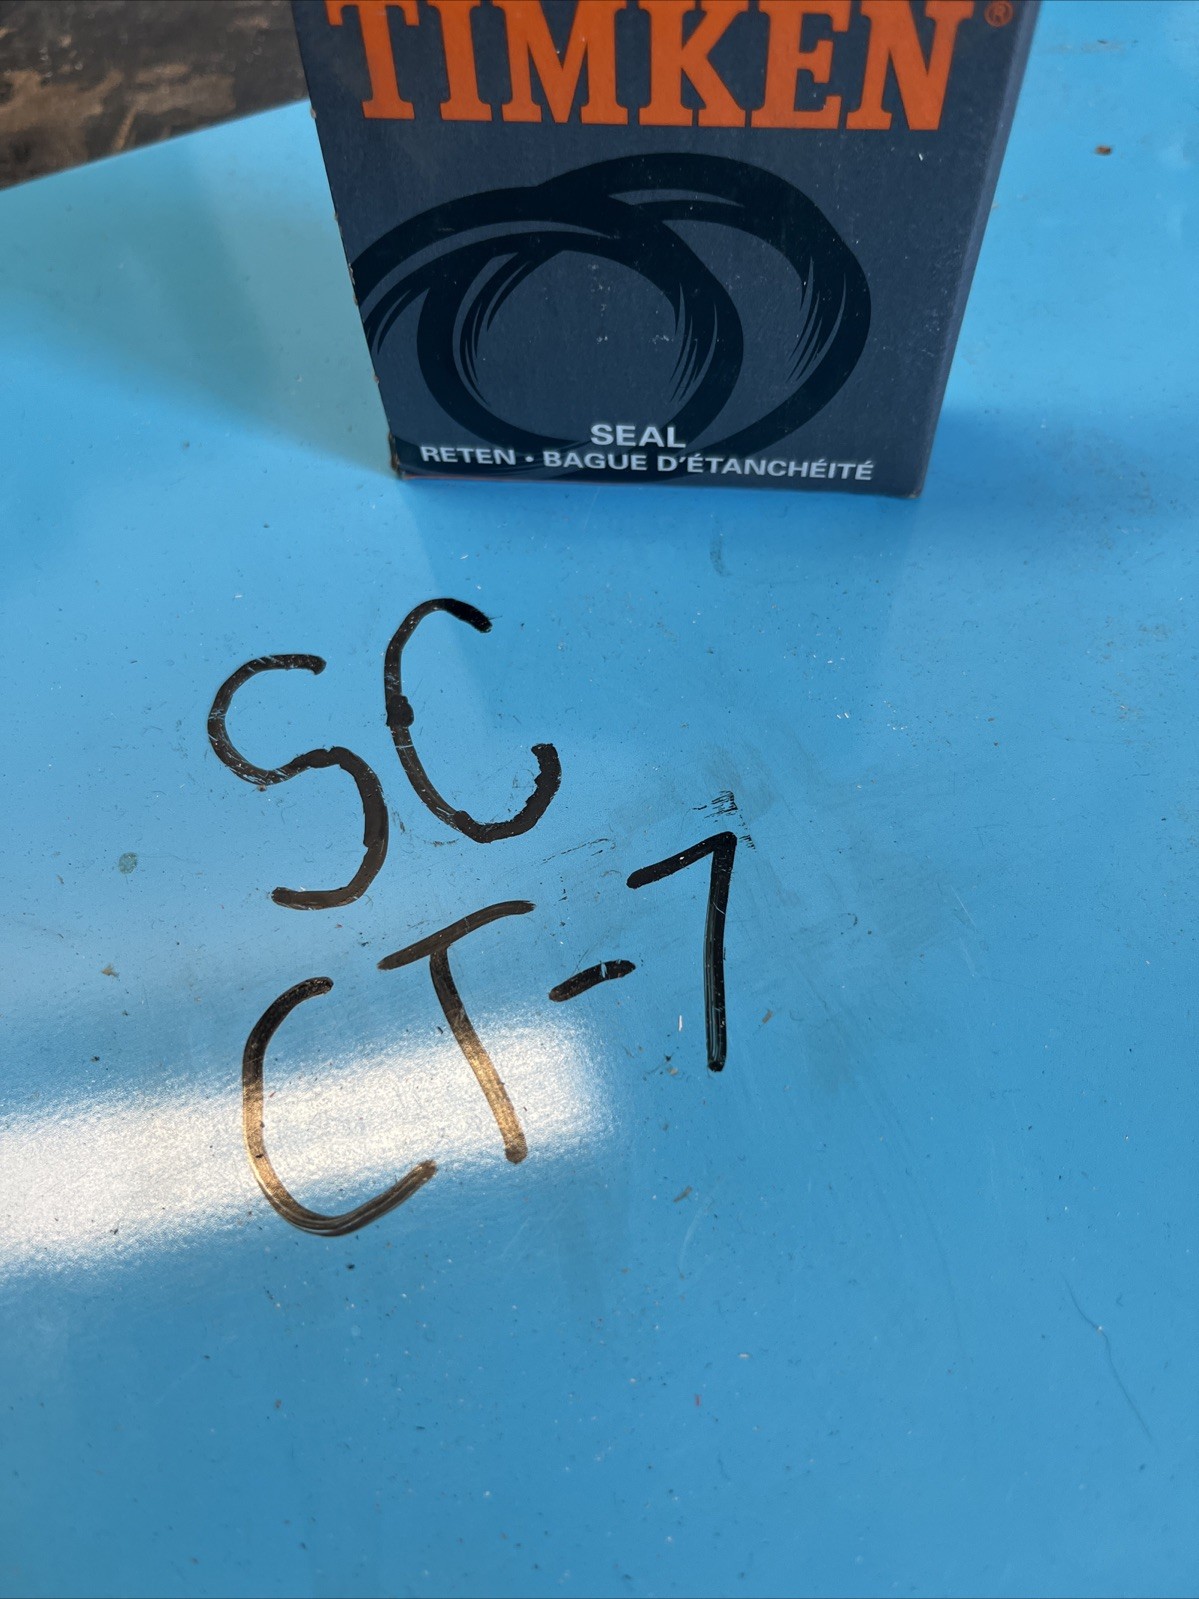 TIMKEN®
SEAL
RETEN • BAGUE D'ÉTANCHÉITÉ
SC
CT-7